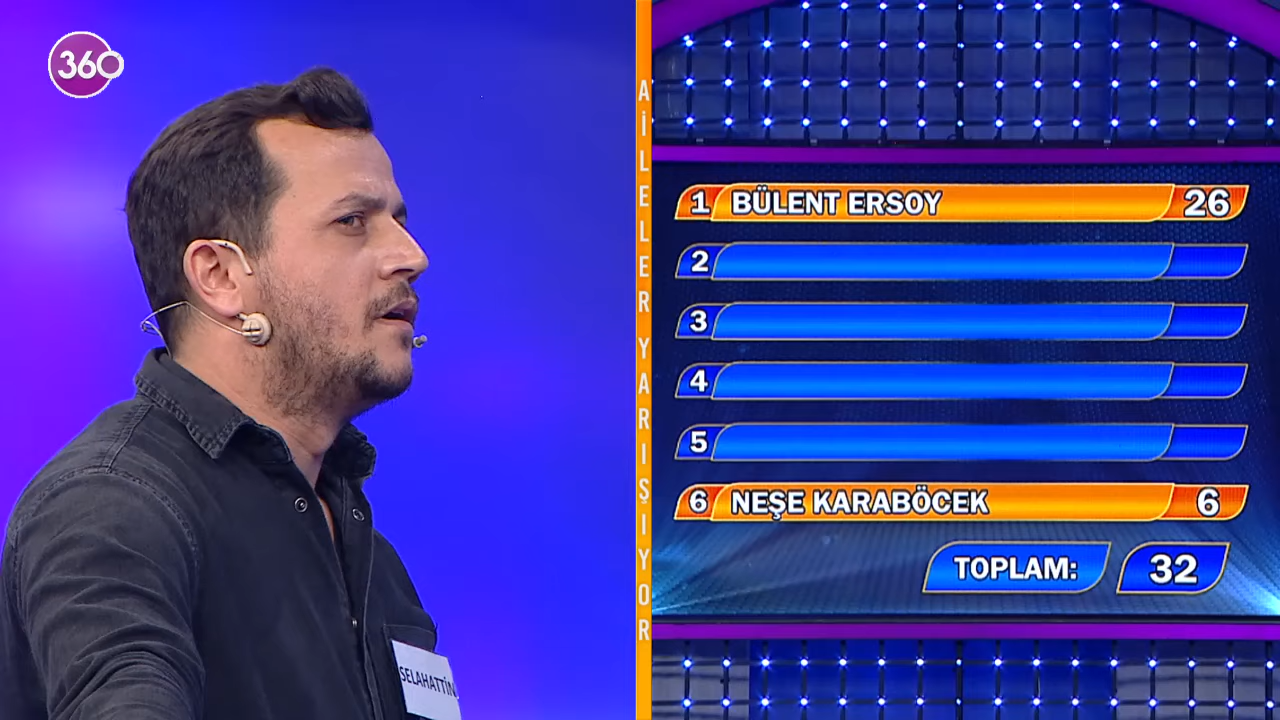 360
AİLELER YARIŞIYOR
1 BÜLENT ERSOY 26
2
3
4
5
6 NEŞE KARABÖCEK 6
TOPLAM: 32
SELAHATTİN